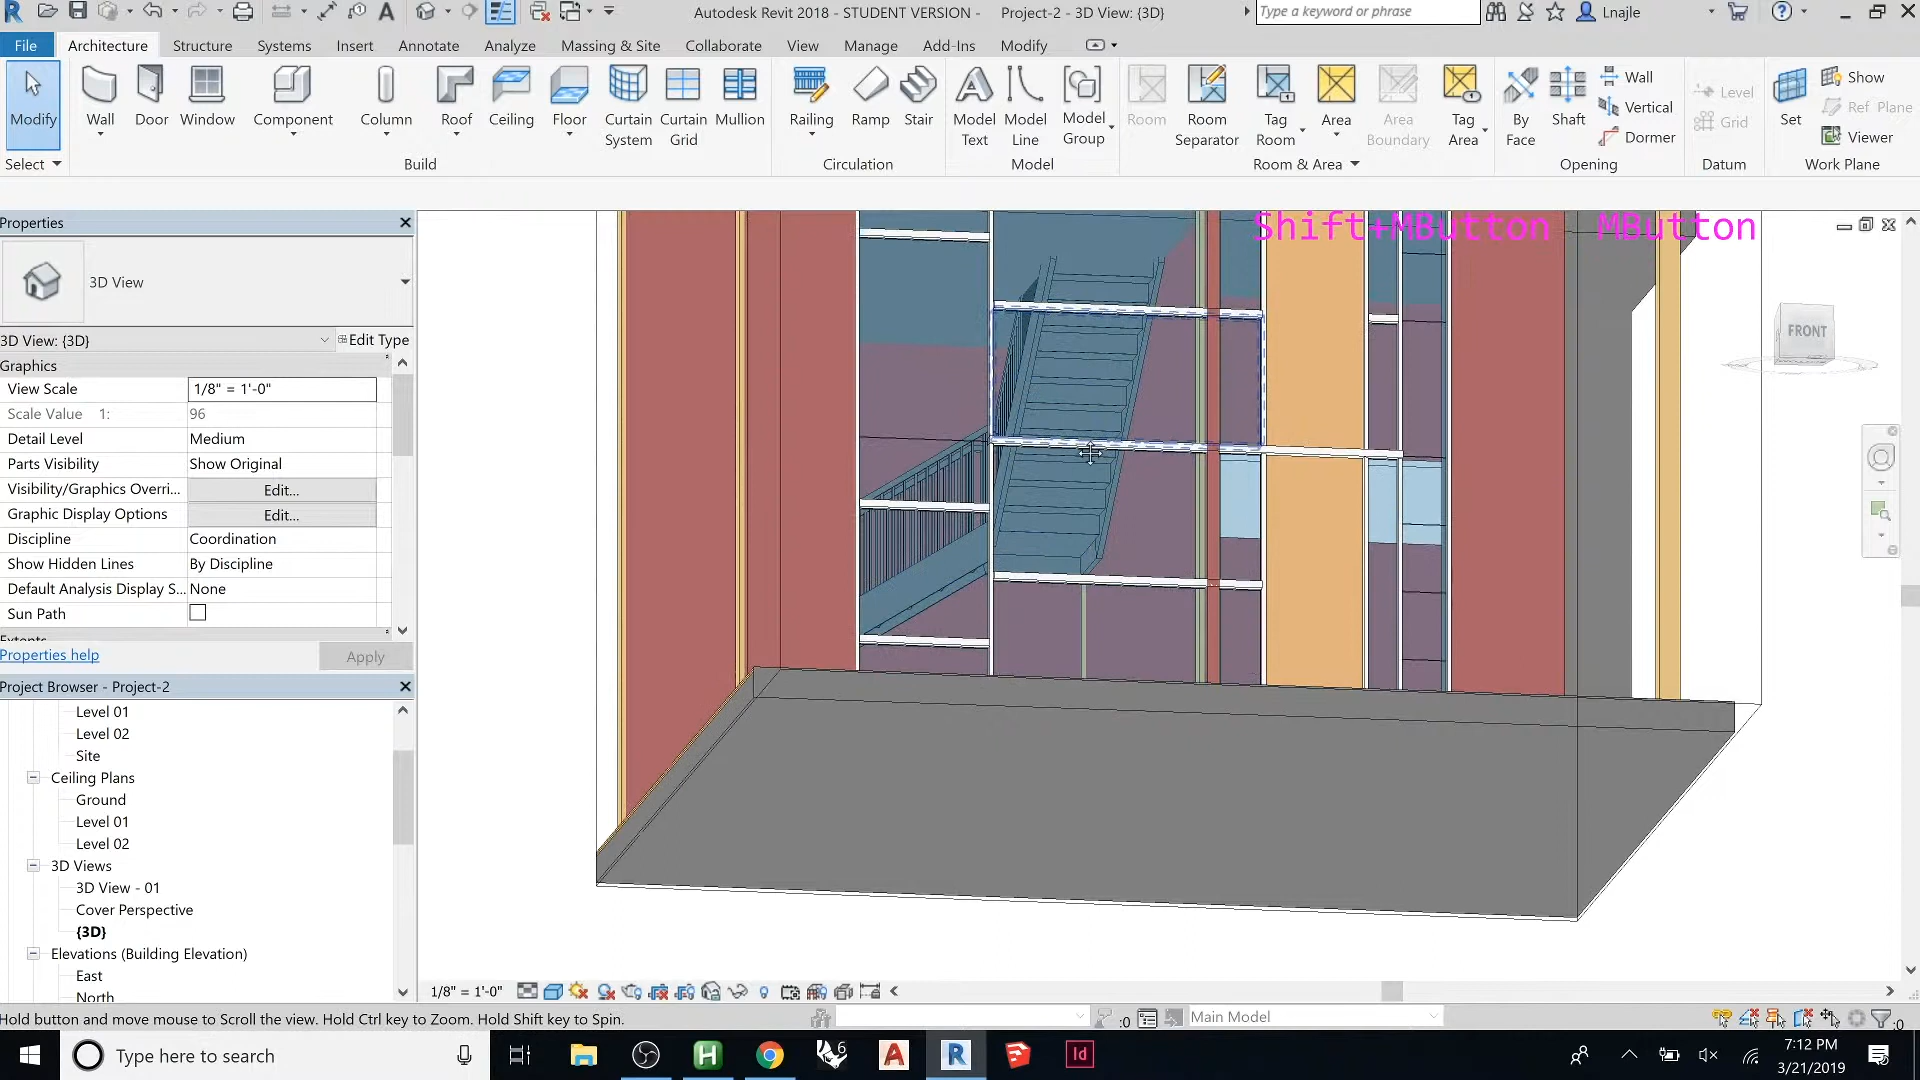 Autodesk Revit 2018 - STUDENT VERSION - Project-2 - 3D View: {3D}
Type a keyword or phrase
Lnajle
File Architecture Structure Systems Insert Annotate Analyze Massing & Site Collaborate View Manage Add-Ins Modify
Modify Wall Door Window Component Column Roof Ceiling Floor Curtain System Curtain Grid Mullion Railing Ramp Stair Model Text Model Line Model Group Room Room Separator Tag Room Area Area Boundary Tag Area By Face Shaft Wall Vertical Dormer Level Grid Set Show Ref Plane Viewer
Select Build Circulation Model Room & Area Opening Datum Work Plane
Shift+MButton MButton
Properties
3D View
3D View: {3D} Edit Type
Graphics
View Scale 1/8" = 1'-0"
Scale Value 1: 96
Detail Level Medium
Parts Visibility Show Original
Visibility/Graphics Overri... Edit...
Graphic Display Options Edit...
Discipline Coordination
Show Hidden Lines By Discipline
Default Analysis Display S... None
Sun Path
Extents
Properties help Apply
Project Browser - Project-2
Level 01
Level 02
Site
Ceiling Plans
Ground
Level 01
Level 02
3D Views
3D View - 01
Cover Perspective
{3D}
Elevations (Building Elevation)
East
North
FRONT
1/8" = 1'-0"
Hold button and move mouse to Scroll the view. Hold Ctrl key to Zoom. Hold Shift key to Spin.
:0
Main Model
:0
Type here to search
6
Id
7:12 PM
3/21/2019